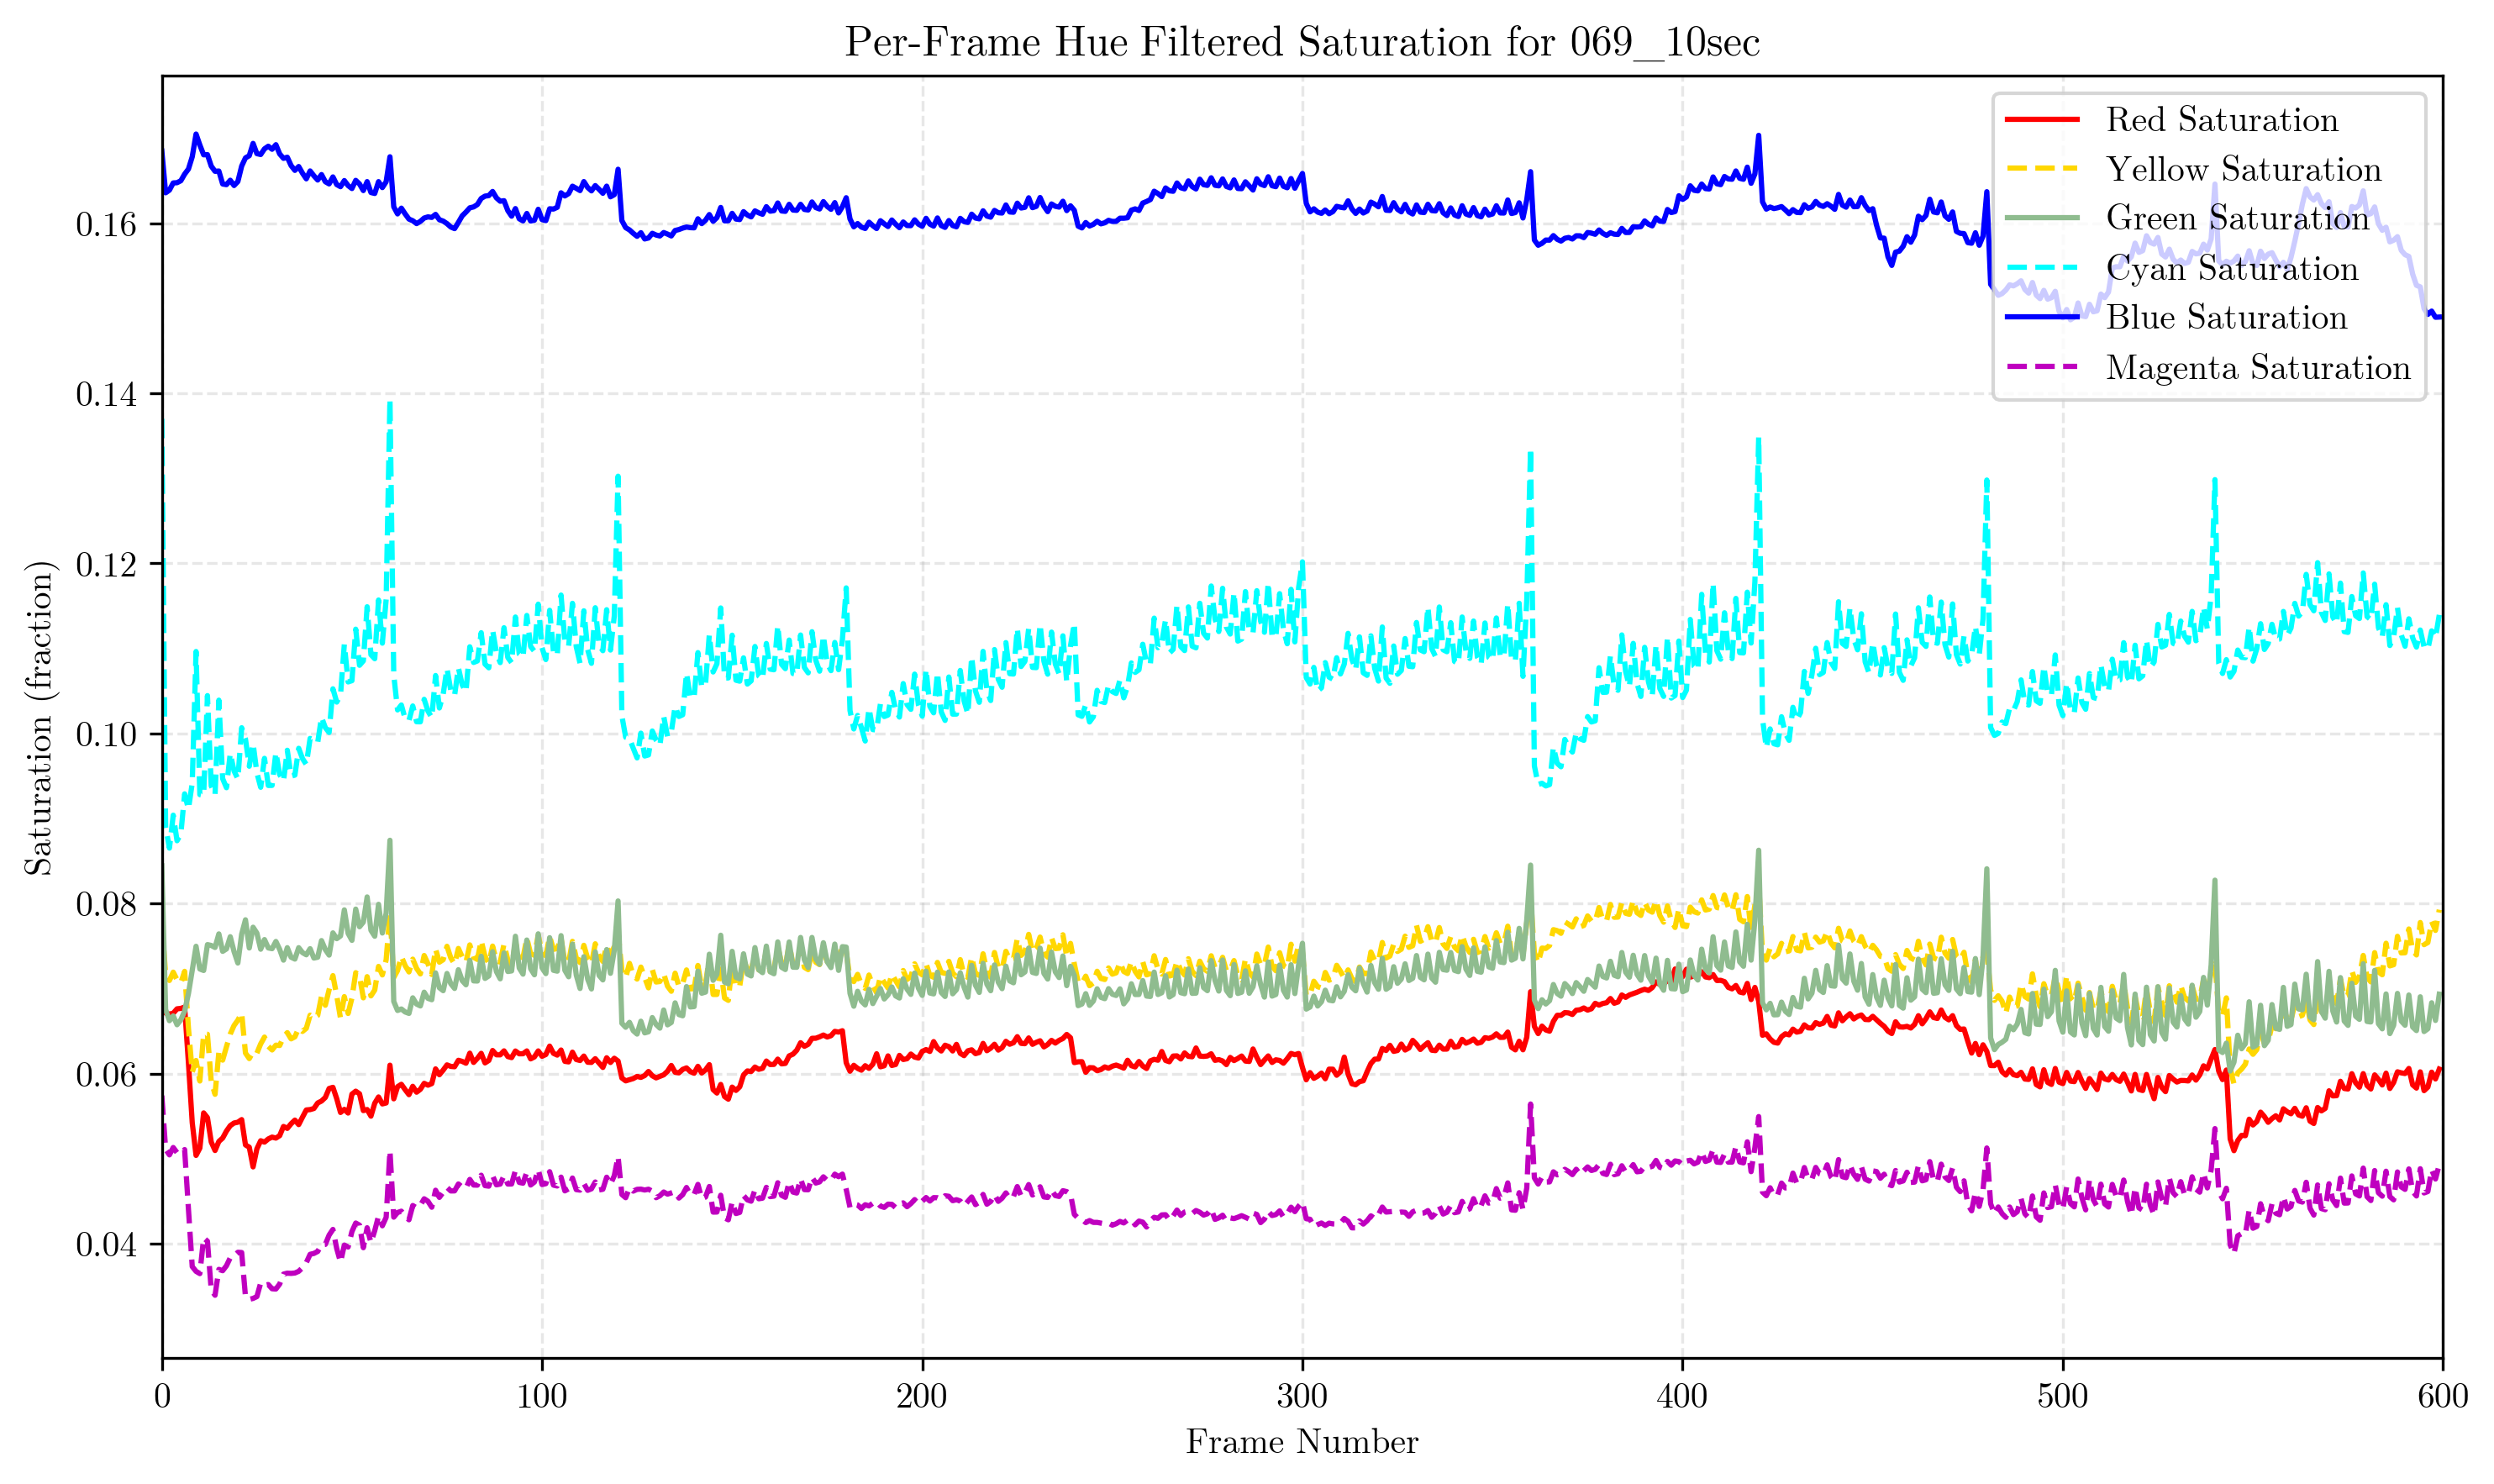 Per-Frame Hue Filtered Saturation for 069_10sec
Red Saturation
Yellow Saturation
Green Saturation
Cyan Saturation
Blue Saturation
Magenta Saturation
Saturation (fraction)
0.16
0.14
0.12
0.10
0.08
0.06
0.04
0 100 200 300 400 500 600
Frame Number